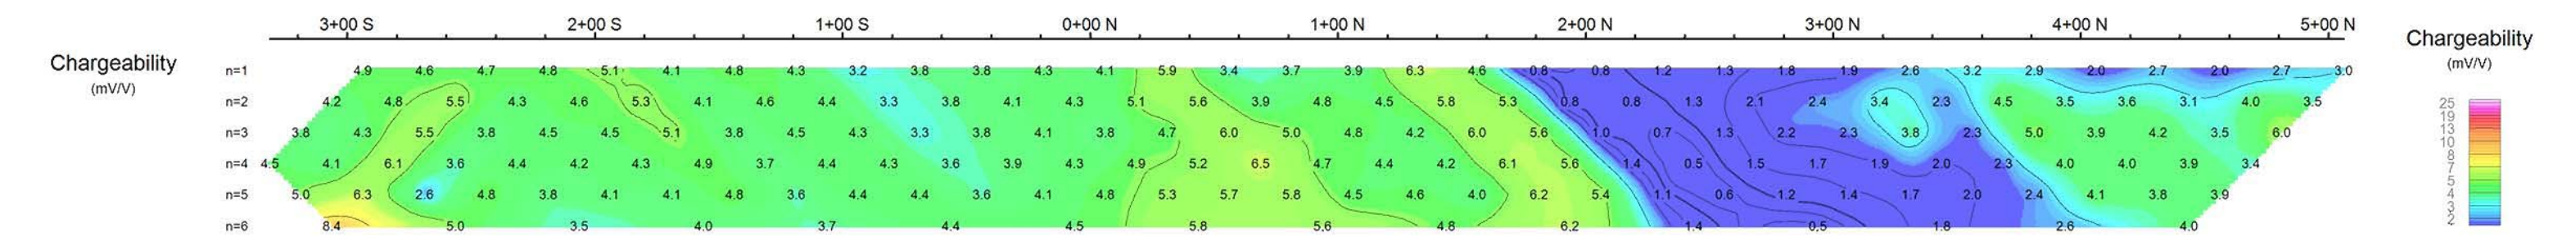 3+00 S 2+00 S 1+00 S 0+00 N 1+00 N 2+00 N 3+00 N 4+00 N 5+00 N
Chargeability
(mV/V)
n=1 4.9 4.6 4.7 4.8 5.1 4.1 4.8 4.3 3.2 3.8 3.8 4.3 4.1 5.9 3.4 3.7 3.9 6.3 4.6 0.8 0.8 1.2 1.3 1.8 1.9 2.6 3.2 2.9 2.0 2.7 2.0 2.7 3.0
n=2 4.2 4.8 5.5 4.3 4.6 5.3 4.1 4.6 4.4 3.3 3.8 4.1 4.3 5.1 5.6 3.9 4.8 4.5 5.8 5.3 0.8 0.8 1.3 2.1 2.4 3.4 2.3 4.5 3.5 3.6 3.1 4.0 3.5
n=3 3.8 4.3 5.5 3.8 4.5 4.5 5.1 3.8 4.5 4.3 3.3 3.8 4.1 3.8 4.7 6.0 5.0 4.8 4.2 6.0 5.6 1.0 0.7 1.3 2.2 2.3 3.8 2.3 5.0 3.9 4.2 3.5 6.0
n=4 4.5 4.1 6.1 3.6 4.4 4.2 4.3 4.9 3.7 4.4 4.3 3.6 3.9 4.3 4.9 5.2 6.5 4.7 4.4 4.2 6.1 5.6 1.4 0.5 1.5 1.7 1.9 2.0 2.3 4.0 4.0 3.9 3.4
n=5 5.0 6.3 2.6 4.8 3.8 4.1 4.1 4.8 3.6 4.4 4.4 3.6 4.1 4.8 5.3 5.7 5.8 4.5 4.6 4.0 6.2 5.4 1.1 0.6 1.2 1.4 1.7 2.0 2.4 4.1 3.8 3.9
n=6 8.4 5.0 3.5 4.0 3.7 4.4 4.5 5.8 5.6 4.8 6.2 1.4 0.5 1.8 2.6 4.0
Chargeability
(mV/V)
25
19
13
10
8
7
5
4
3
3
2